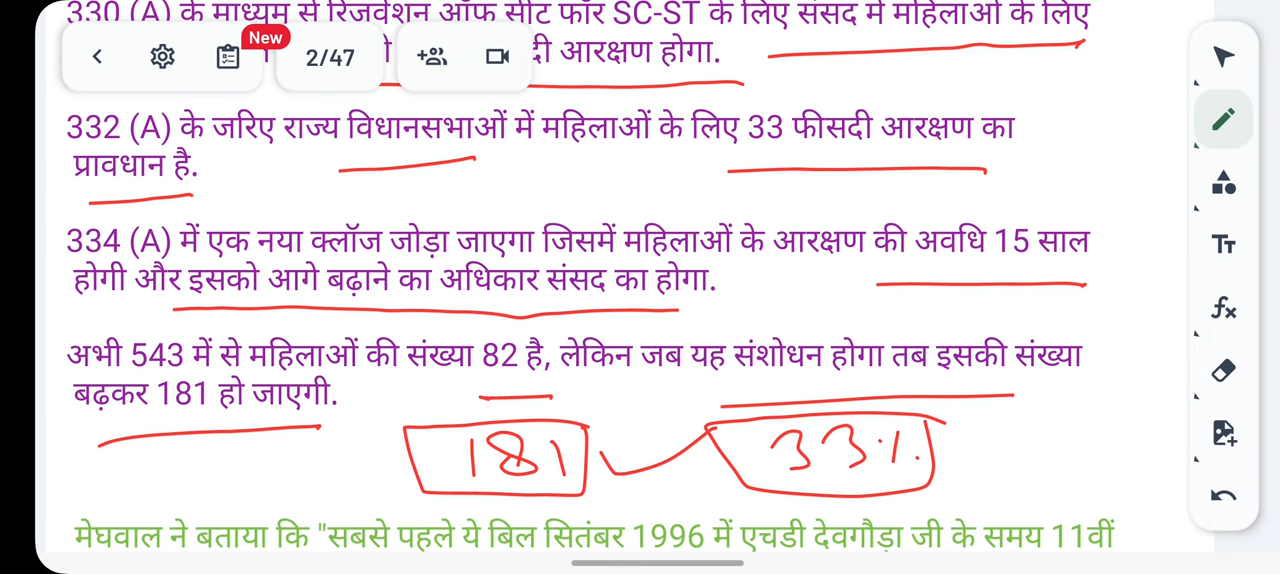 330 (A) के माध्यम से रिजर्वेशन ऑफ सीट फॉर SC-ST के लिए संसद में महिलाओं के लिए
New
2/47
दी आरक्षण होगा.
332 (A) के जरिए राज्य विधानसभाओं में महिलाओं के लिए 33 फीसदी आरक्षण का
प्रावधान है.
334 (A) में एक नया क्लॉज जोड़ा जाएगा जिसमें महिलाओं के आरक्षण की अवधि 15 साल
होगी और इसको आगे बढ़ाने का अधिकार संसद का होगा.
अभी 543 में से महिलाओं की संख्या 82 है, लेकिन जब यह संशोधन होगा तब इसकी संख्या
बढ़कर 181 हो जाएगी.
181 33%
मेघवाल ने बताया कि "सबसे पहले ये बिल सितंबर 1996 में एचडी देवगौड़ा जी के समय 11वीं